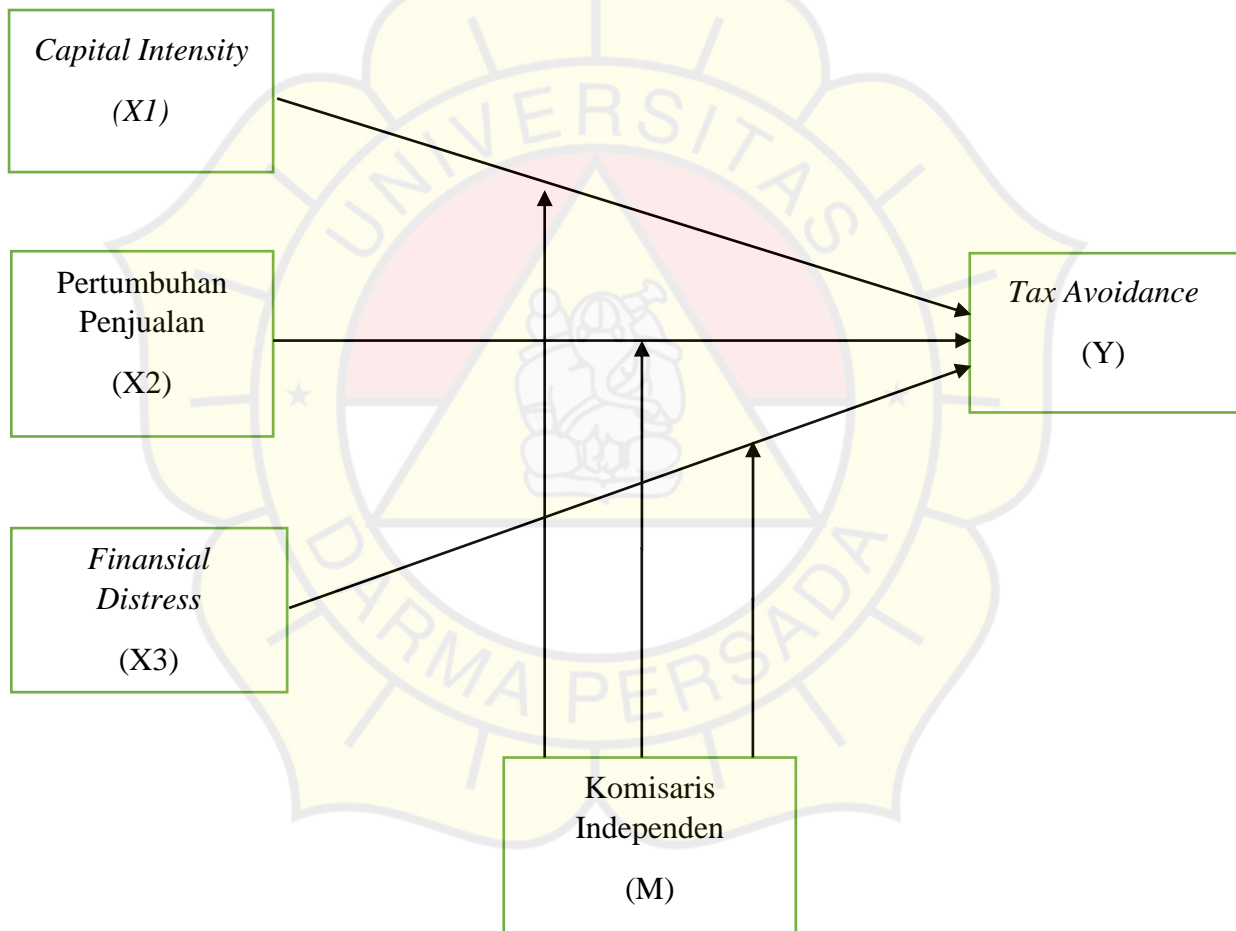 Capital Intensity
(X1)
Pertumbuhan
Penjualan
(X2)
Finansial
Distress
(X3)
Tax Avoidance
(Y)
Komisaris
Independen
(M)
UNIVERSITAS
DARMA PERSADA